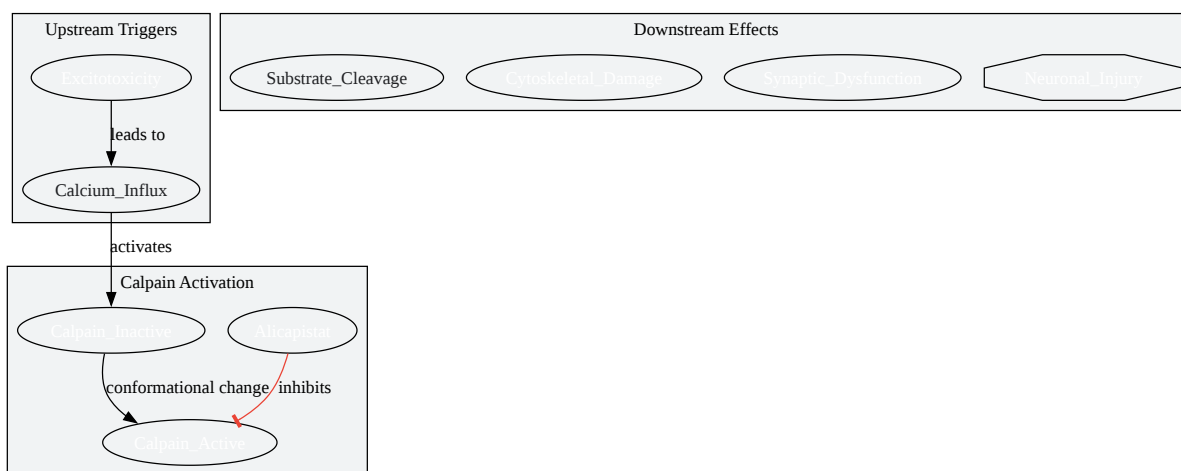 Upstream Triggers
Downstream Effects
Excitotoxicity
Substrate_Cleavage
Cytoskeletal_Damage
Synaptic_Dysfunction
Neuronal_Injury
leads to
Calcium_Influx
activates
Calpain Activation
Calpain_Inactive
Alicapistat
conformational change
inhibits
Calpain_Active